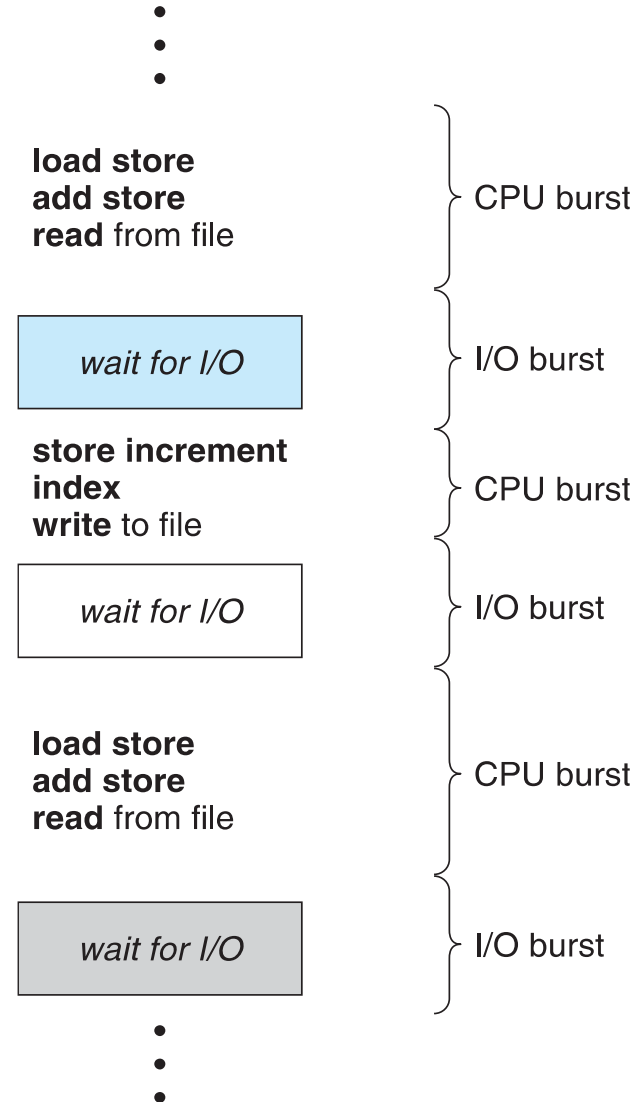 load store
add store
read from file
CPU burst
wait for I/O
I/O burst
store increment
index
write to file
CPU burst
wait for I/O
I/O burst
load store
add store
read from file
CPU burst
wait for I/O
I/O burst